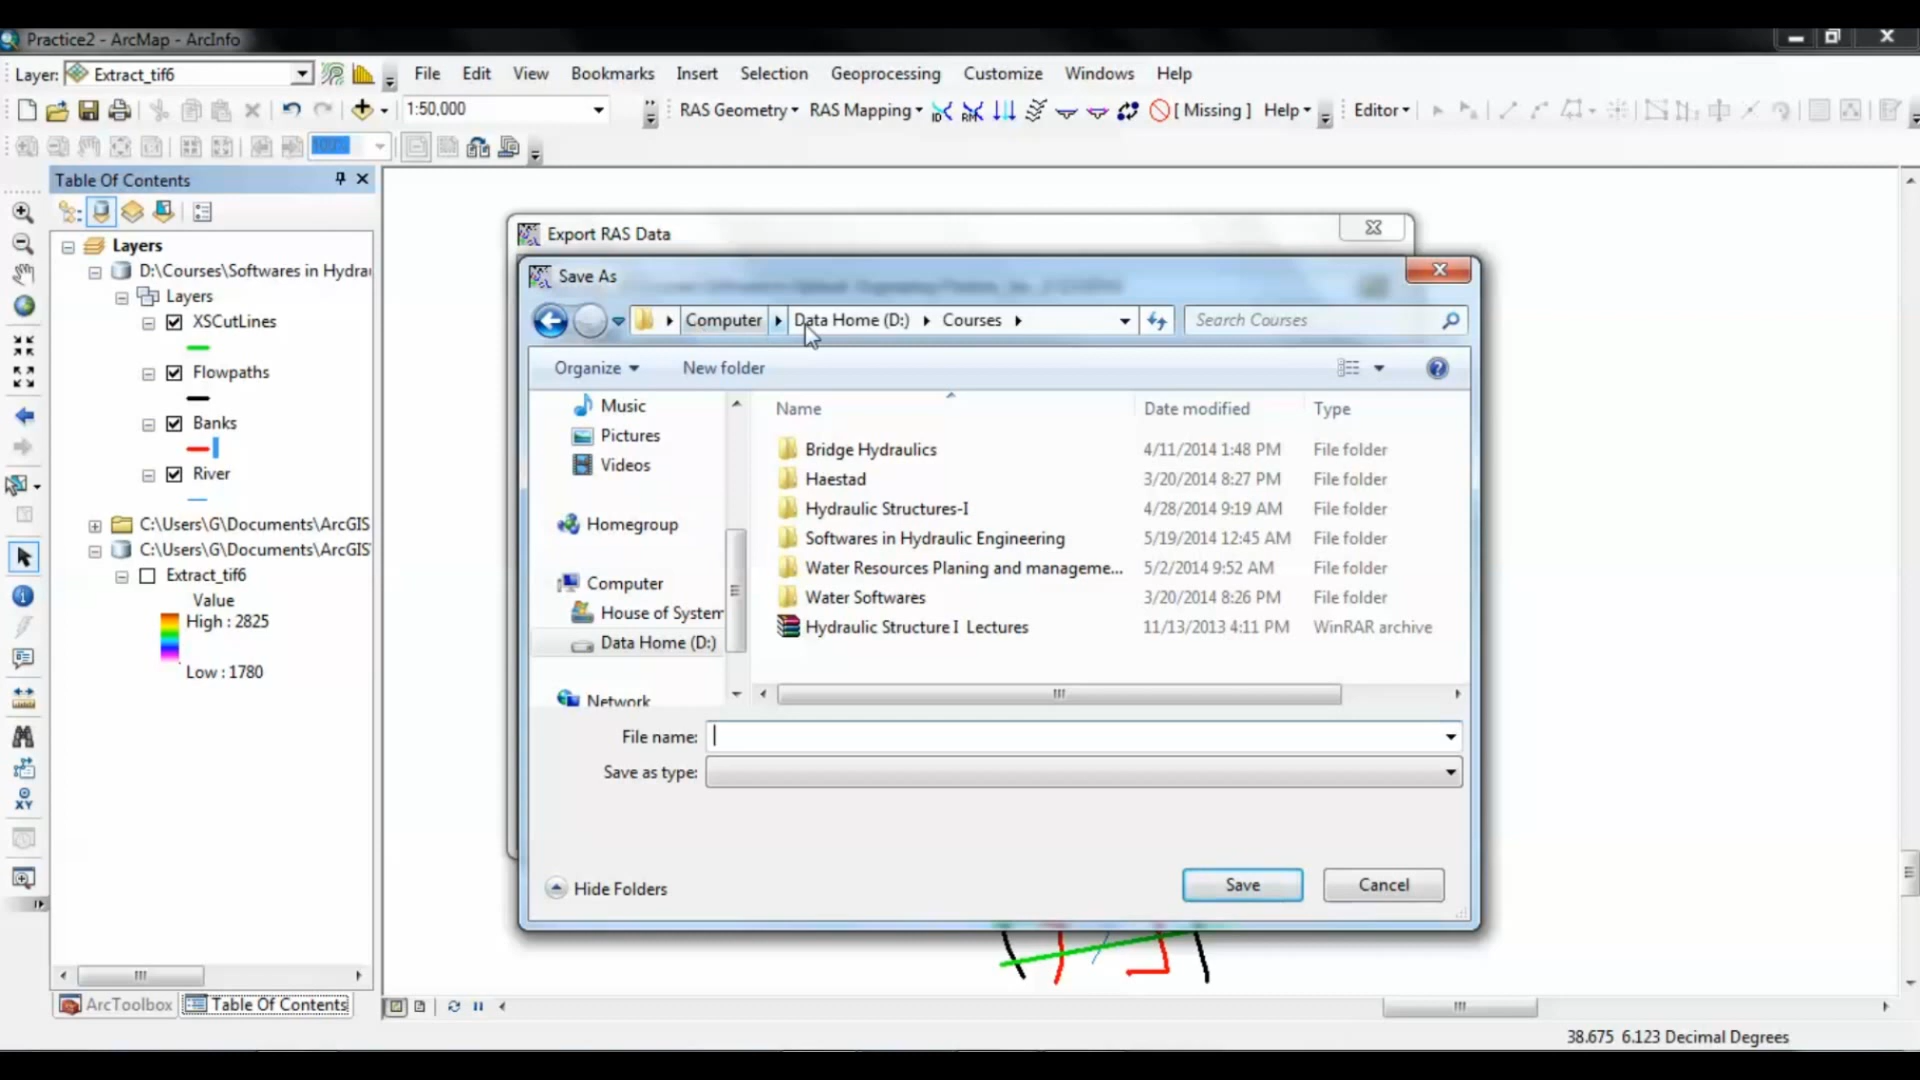 Practice2 - ArcMap - ArcInfo
Layer: Extract_tif6 File Edit View Bookmarks Insert Selection Geoprocessing Customize Windows Help
1:50,000 RAS Geometry RAS Mapping ID RM [ Missing ] Help Editor
100%
Table Of Contents
Layers
D:\Courses\Softwares in Hydra
Layers
XSCutLines
Flowpaths
Banks
River
C:\Users\G\Documents\ArcGIS
C:\Users\G\Documents\ArcGIS
Extract_tif6
Value
High : 2825
Low : 1780
XY
ArcToolbox Table Of Contents
Export RAS Data
Save As
Computer Data Home (D:) Courses Search Courses
Organize New folder
Music
Pictures
Videos
Homegroup
Computer
House of System
Data Home (D:)
Network
Name Date modified Type
Bridge Hydraulics 4/11/2014 1:48 PM File folder
Haestad 3/20/2014 8:27 PM File folder
Hydraulic Structures-I 4/28/2014 9:19 AM File folder
Softwares in Hydraulic Engineering 5/19/2014 12:45 AM File folder
Water Resources Planing and manageme... 5/2/2014 9:52 AM File folder
Water Softwares 3/20/2014 8:26 PM File folder
Hydraulic Structure I Lectures 11/13/2013 4:11 PM WinRAR archive
File name:
Save as type:
Hide Folders Save Cancel
38.675 6.123 Decimal Degrees